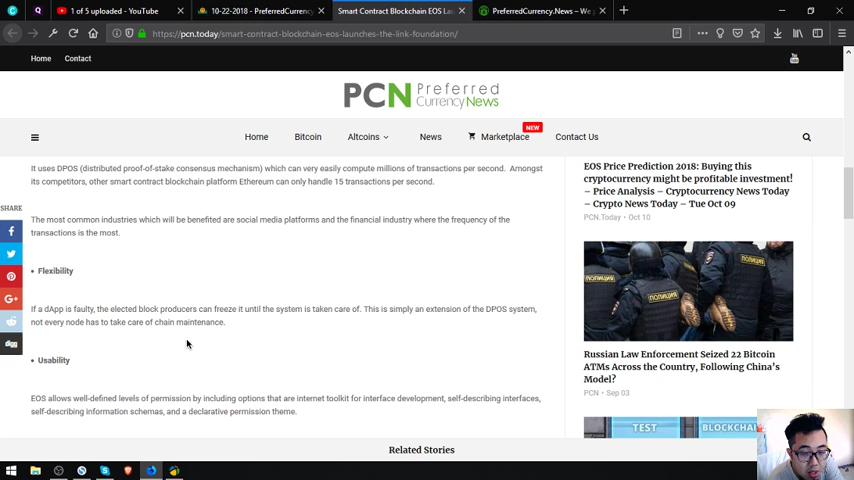 1 of 5 uploaded - YouTube
10-22-2018 - PreferredCurrency.
Smart Contract Blockchain EOS La
PreferredCurrency.News – We
https://pcn.today/smart-contract-blockchain-eos-launches-the-link-foundation/
Home Contact
You Tube
PCN Preferred
CurrencyNews
NEW
Home Bitcoin Altcoins News Marketplace Contact Us
It uses DPOS (distributed proof-of-stake consensus mechanism) which can very easily compute millions of transactions per second. Amongst
its competitors, other smart contract blockchain platform Ethereum can only handle 15 transactions per second.
SHARE
The most common industries which will be benefited are social media platforms and the financial industry where the frequency of the
transactions is the most.
• Flexibility
If a dApp is faulty, the elected block producers can freeze it until the system is taken care of. This is simply an extension of the DPOS system,
not every node has to take care of chain maintenance.
digg
• Usability
EOS allows well-defined levels of permission by including options that are internet toolkit for interface development, self-describing interfaces,
self-describing information schemas, and a declarative permission theme.
EOS Price Prediction 2018: Buying this
cryptocurrency might be profitable investment!
– Price Analysis – Cryptocurrency News Today
– Crypto News Today – Tue Oct 09
PCN.Today • Oct 10
ПОЛИЦИЯ
ПОЛИЦИЯ
ПОЛИЦИЯ
Russian Law Enforcement Seized 22 Bitcoin
ATMs Across the Country, Following China's
Model?
PCN • Sep 03
TEST BLOCKCHAI
Related Stories